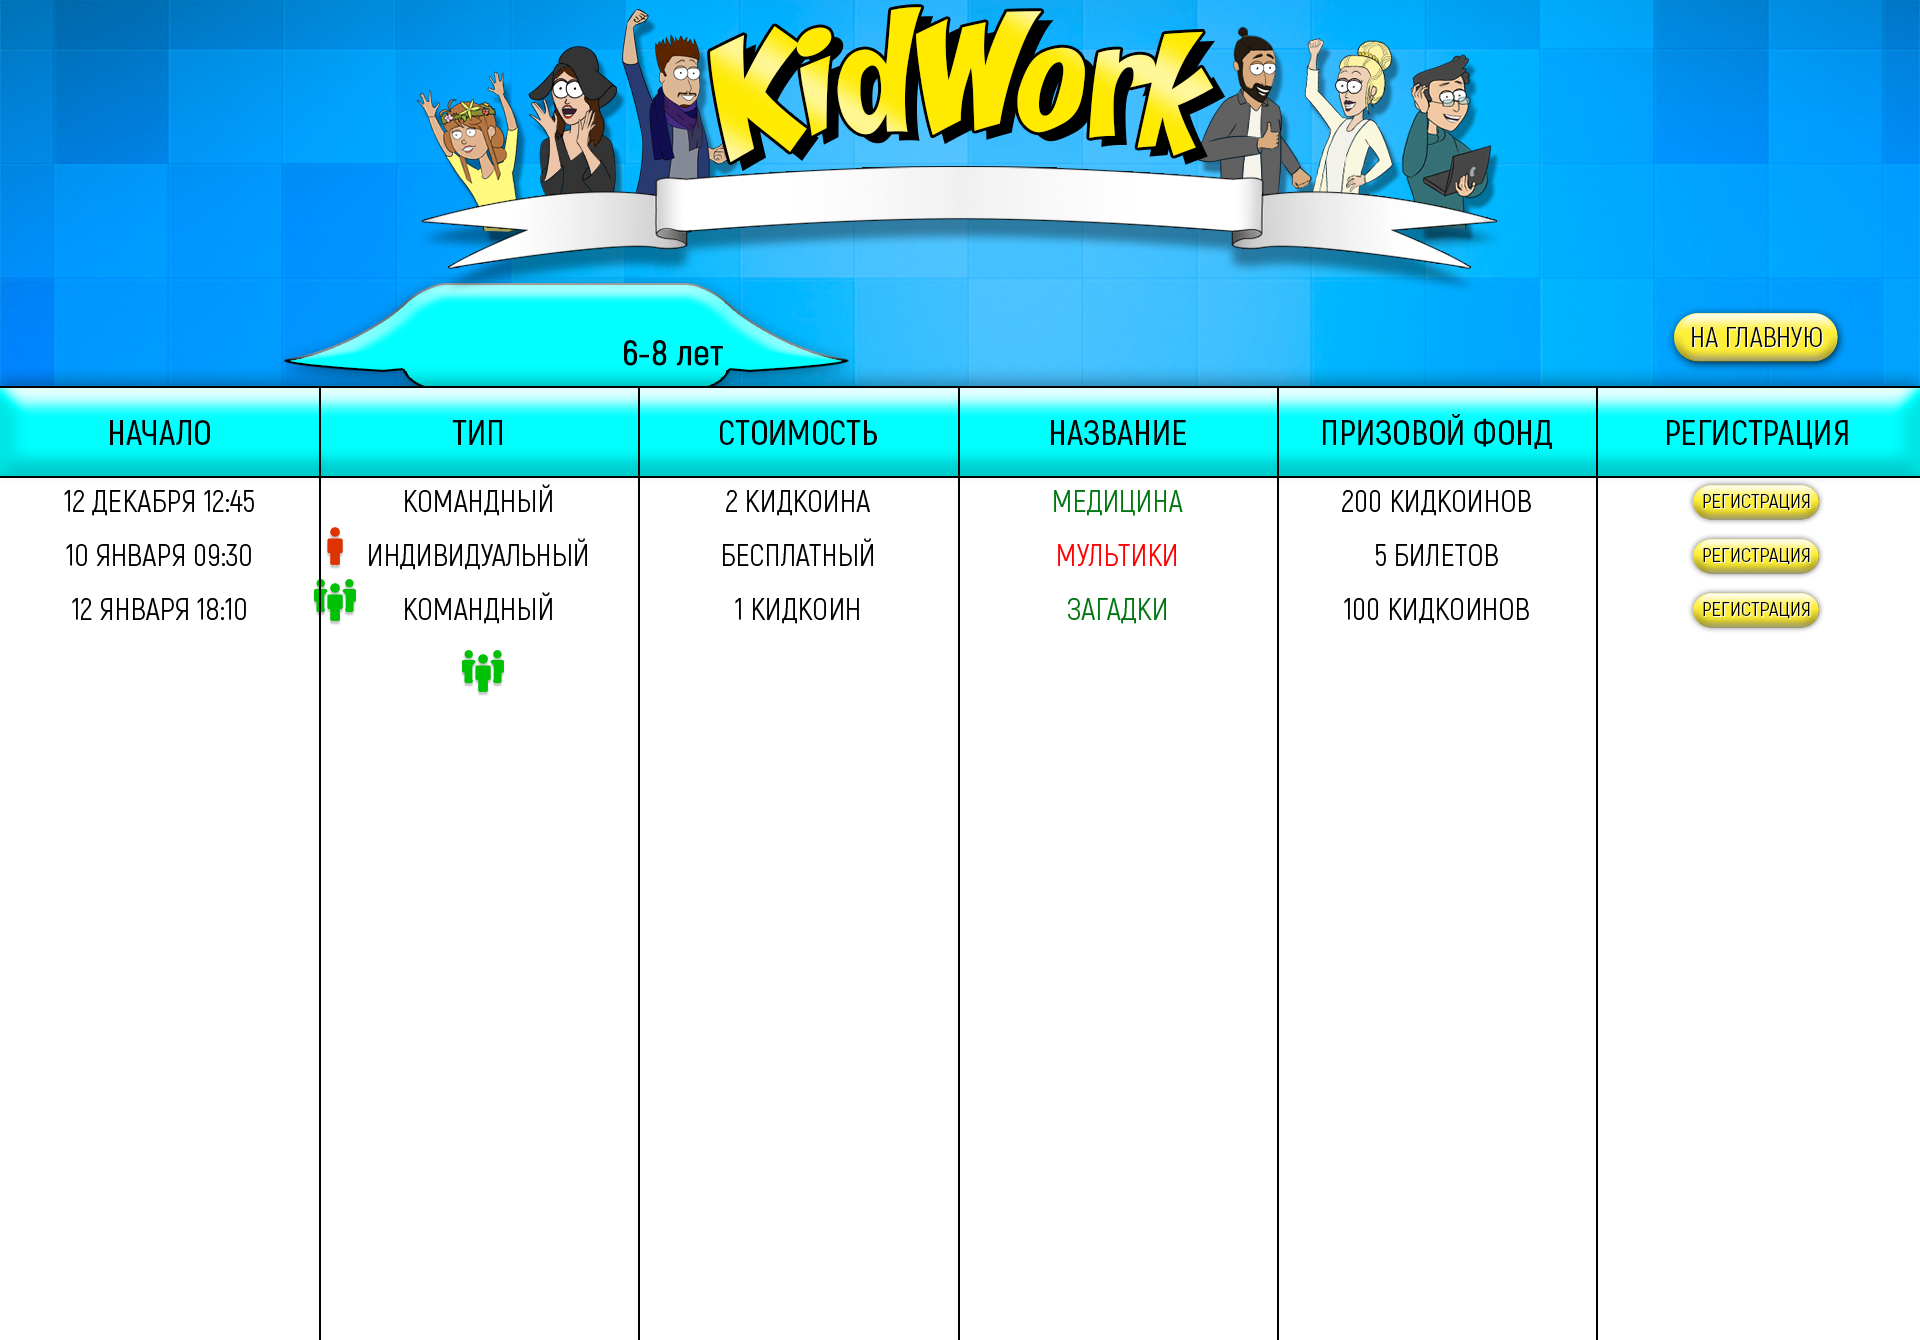 KidWork
6-8 лет
НА ГЛАВНУЮ
НАЧАЛО ТИП СТОИМОСТЬ НАЗВАНИЕ ПРИЗОВОЙ ФОНД РЕГИСТРАЦИЯ
12 ДЕКАБРЯ 12:45 КОМАНДНЫЙ 2 КИДКОИНА МЕДИЦИНА 200 КИДКОИНОВ РЕГИСТРАЦИЯ
10 ЯНВАРЯ 09:30 ИНДИВИДУАЛЬНЫЙ БЕСПЛАТНЫЙ МУЛЬТИКИ 5 БИЛЕТОВ РЕГИСТРАЦИЯ
12 ЯНВАРЯ 18:10 КОМАНДНЫЙ 1 КИДКОИН ЗАГАДКИ 100 КИДКОИНОВ РЕГИСТРАЦИЯ